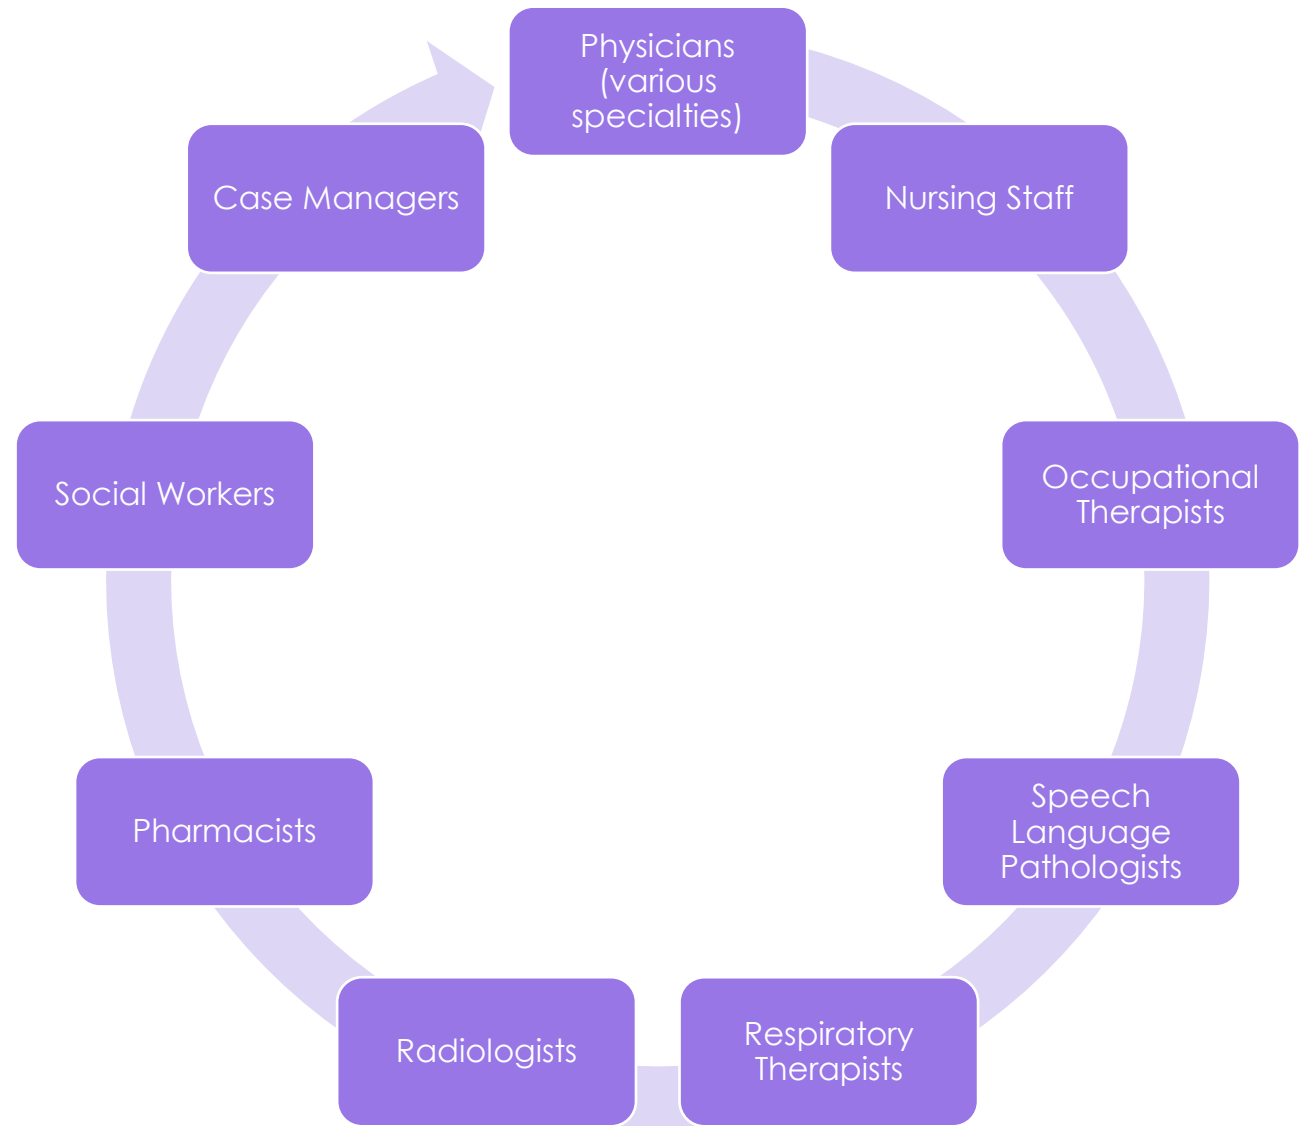 Physicians
(various
specialties)
Nursing Staff
Occupational
Therapists
Speech
Language
Pathologists
Respiratory
Therapists
Radiologists
Pharmacists
Social Workers
Case Managers